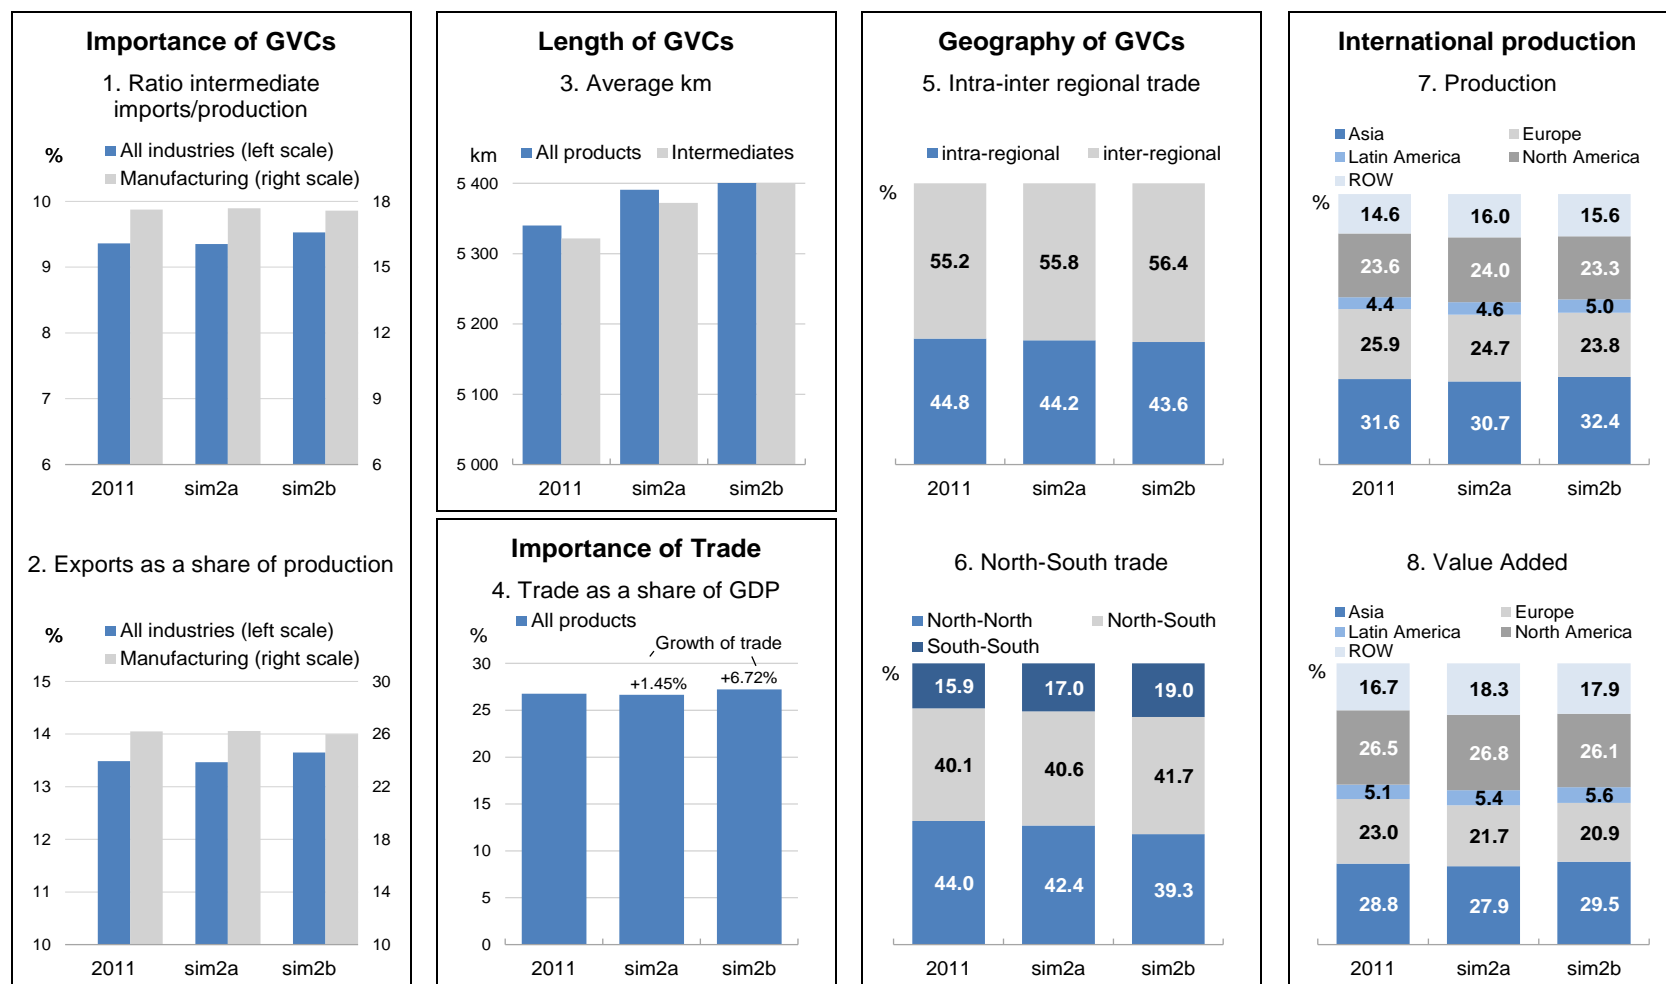 Importance of GVCs
1. Ratio intermediate
imports/production
%
All industries (left scale)
Manufacturing (right scale)
10 18
9 15
8 12
7 9
6 6
2011 sim2a sim2b
2. Exports as a share of production
%
All industries (left scale)
Manufacturing (right scale)
15 30
14 26
13 22
12 18
11 14
10 10
2011 sim2a sim2b
Length of GVCs
3. Average km
km
All products Intermediates
5 400
5 300
5 200
5 100
5 000
2011 sim2a sim2b
Importance of Trade
4. Trade as a share of GDP
All products
%
Growth of trade
30
+1.45% +6.72%
25
20
15
10
5
0
2011 sim2a sim2b
Geography of GVCs
5. Intra-inter regional trade
intra-regional inter-regional
%
55.2 55.8 56.4
44.8 44.2 43.6
2011 sim2a sim2b
6. North-South trade
North-North North-South
South-South
%
15.9 17.0 19.0
40.1 40.6 41.7
44.0 42.4 39.3
2011 sim2a sim2b
International production
7. Production
Asia Europe
Latin America North America
ROW
%
14.6 16.0 15.6
23.6 24.0 23.3
4.4 4.6 5.0
25.9 24.7 23.8
31.6 30.7 32.4
2011 sim2a sim2b
8. Value Added
Asia Europe
Latin America North America
ROW
%
16.7 18.3 17.9
26.5 26.8 26.1
5.1 5.4 5.6
23.0 21.7 20.9
28.8 27.9 29.5
2011 sim2a sim2b